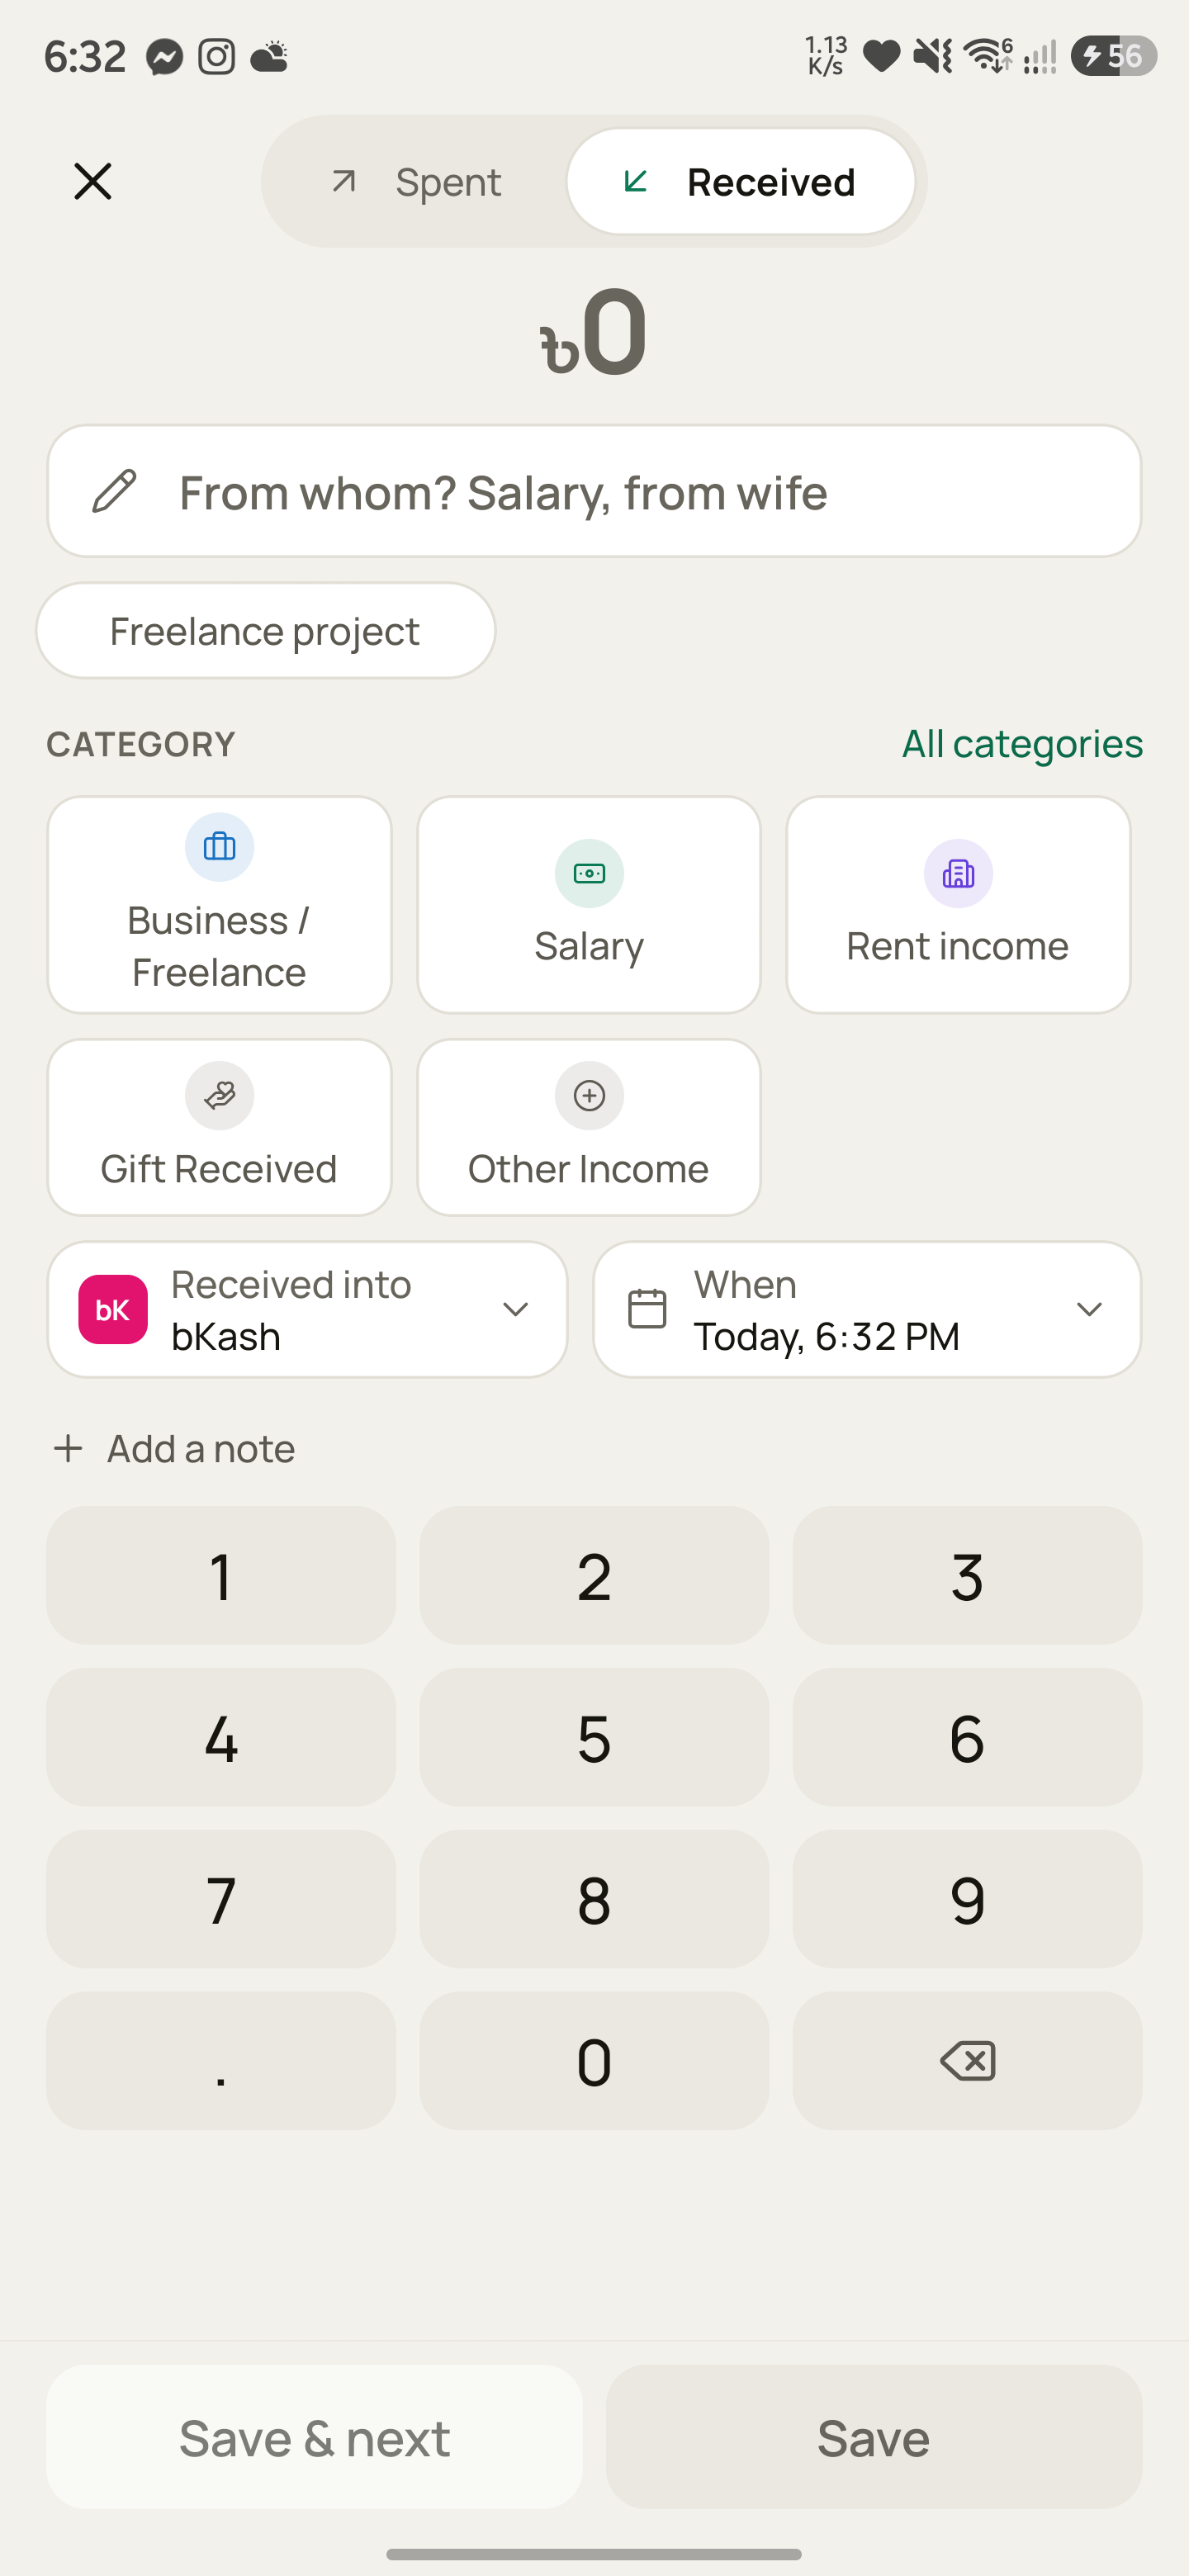 6:32
1.13 K/s
6
56
Spent
Received
৳0
From whom? Salary, from wife
Freelance project
CATEGORY
All categories
Business /
Freelance
Salary
Rent income
Gift Received
Other Income
bK
Received into
bKash
When
Today, 6:32 PM
Add a note
1
2
3
4
5
6
7
8
9
.
0
Save & next
Save